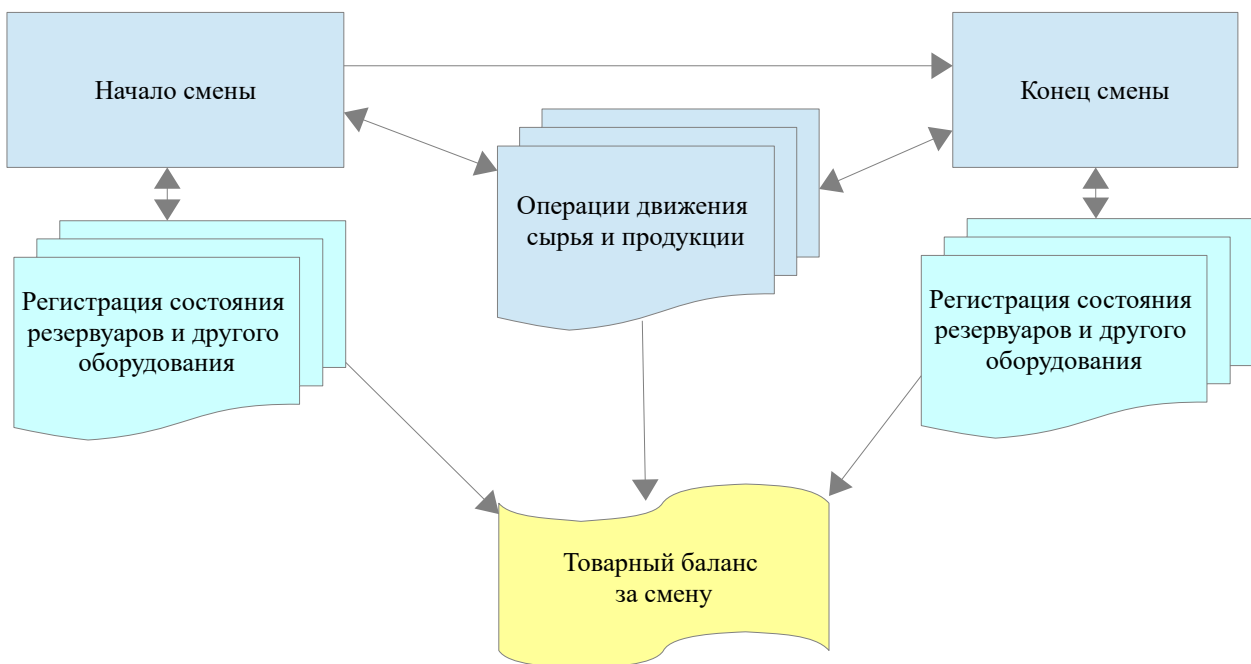 Начало смены
Конец смены
Операции движения
сырья и продукции
Регистрация состояния
резервуаров и другого
оборудования
Регистрация состояния
резервуаров и другого
оборудования
Товарный баланс
за смену